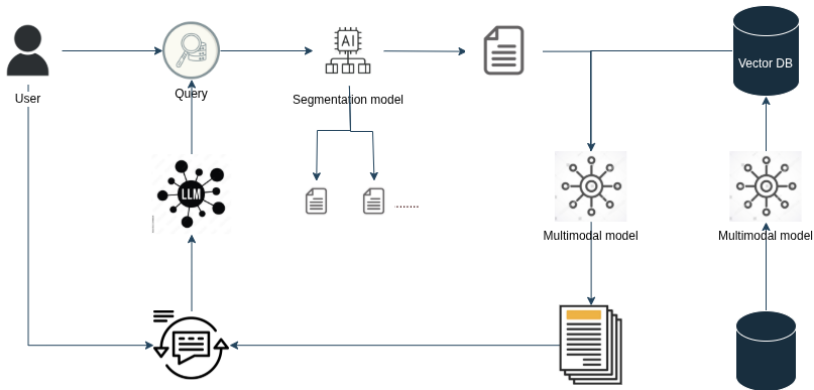 AI
Vector DB
User
Query
Segmentation model
LLM
Multimodal model
Multimodal model